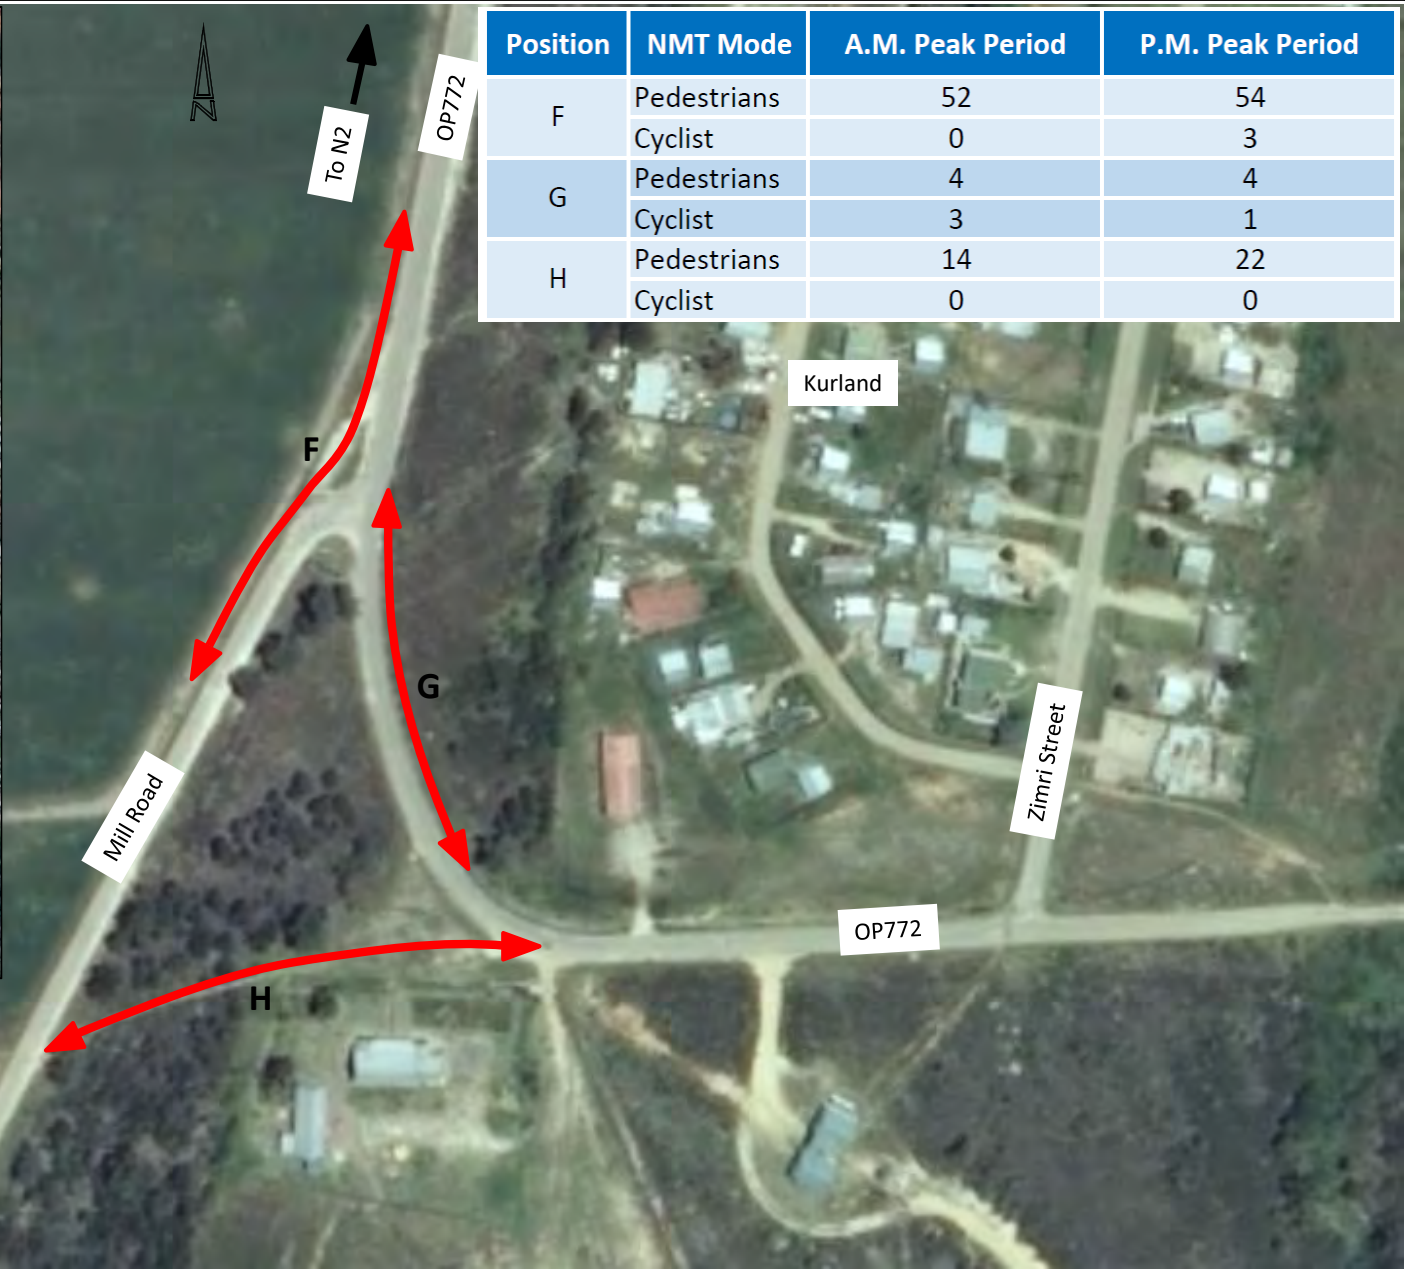 Position NMT Mode A.M. Peak Period P.M. Peak Period
F Pedestrians 52 54
Cyclist 0 3
G Pedestrians 4 4
Cyclist 3 1
H Pedestrians 14 22
Cyclist 0 0
N
To N2
OP772
Kurland
F
G
Zimri Street
Mill Road
OP772
H